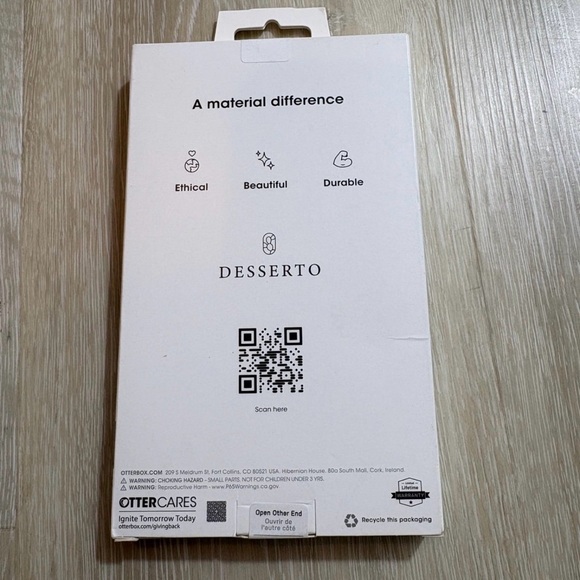 A material difference
Ethical
Beautiful
Durable
DESSERTO
Scan here
OTTERBOX.COM 209 S Meldrum St, Fort Collins, CO 80521 USA. Hibernian House, 80a South Mall, Cork, Ireland
WARNING: CHOKING HAZARD – SMALL PARTS. NOT FOR CHILDREN UNDER 3 YRS.
WARNING: Reproductive Harm - www.P65Warnings.ca.gov.
OTTERCARES
Ignite Tomorrow Today
otterbox.com/givingback
Open Other End
Ouvrir de
l'autre côté
Lifetime
WARRANTY
Recycle this packaging